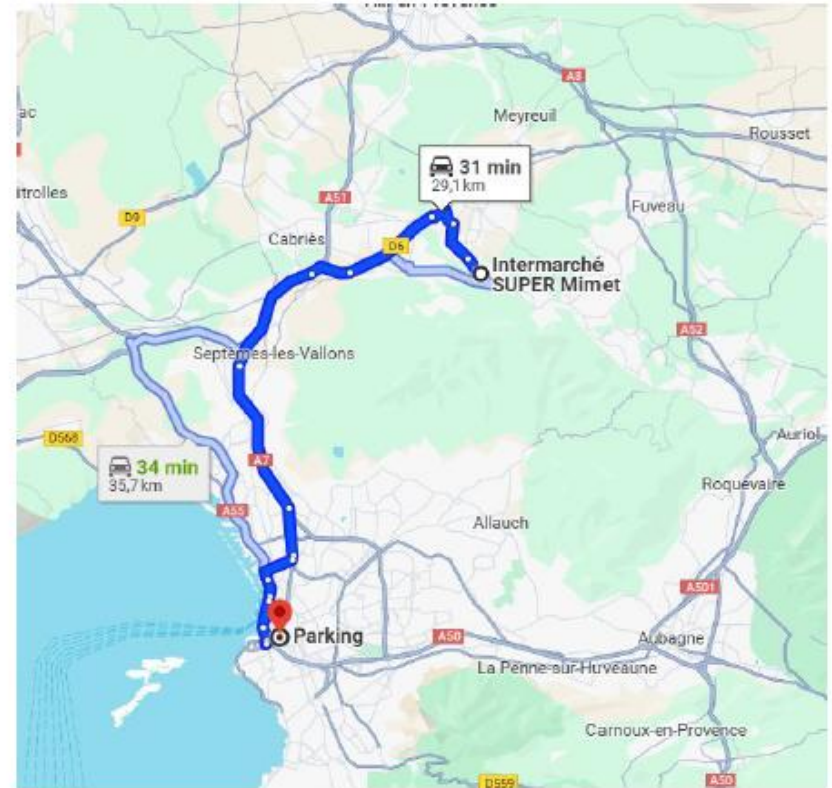 A8
Meyreuil
ac
Rousset
31 min
29,1 km
itrolles
A51
Fuveau
D9
Cabriès
D6
Intermarché
SUPER Mimet
A52
Septèmes-les-Vallons
D568
Auriol
34 min
35,7 km
A7
Roquevaire
A55
Allauch
A501
Parking
A50
Aubagne
La Penne-sur-Huveaune
Carnoux-en-Provence
D559
A50